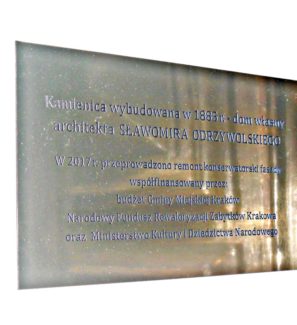 Kamienica wybudowana w 1883 r. - dom własny
architekta SŁAWOMIRA ODRZYWOLSKIEGO
W 2017 r. przeprowadzono remont konserwatorski fasady
współfinansowany przez:
budżet Gminy Miejskiej Kraków
Narodowy Fundusz Rewaloryzacji Zabytków Krakowa
oraz Ministerstwo Kultury i Dziedzictwa Narodowego